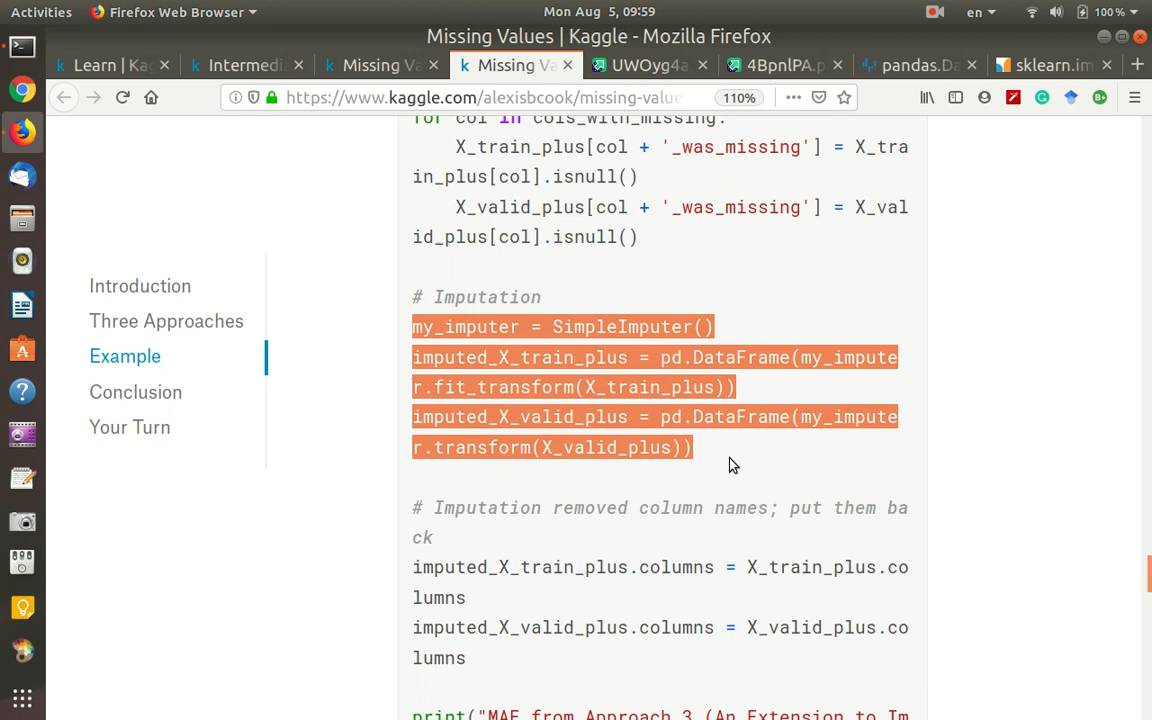 Activities Firefox Web Browser Mon Aug 5, 09:59 en 100%
Missing Values | Kaggle - Mozilla Firefox
Learn | Ka Intermedi Missing Va Missing Va UWOyg4a 4BpnlPA.p pandas.Da sklearn.im
https://www.kaggle.com/alexisbcook/missing-value 110%
for col in cols_with_missing:
X_train_plus[col + '_was_missing'] = X_tra
in_plus[col].isnull()
X_valid_plus[col + '_was_missing'] = X_val
id_plus[col].isnull()
Introduction
Three Approaches
Example
Conclusion
Your Turn
# Imputation
my_imputer = SimpleImputer()
imputed_X_train_plus = pd.DataFrame(my_impute
r.fit_transform(X_train_plus))
imputed_X_valid_plus = pd.DataFrame(my_impute
r.transform(X_valid_plus))
# Imputation removed column names; put them ba
ck
imputed_X_train_plus.columns = X_train_plus.co
lumns
imputed_X_valid_plus.columns = X_valid_plus.co
lumns
print("MAE from Approach 3 (An Extension to Im